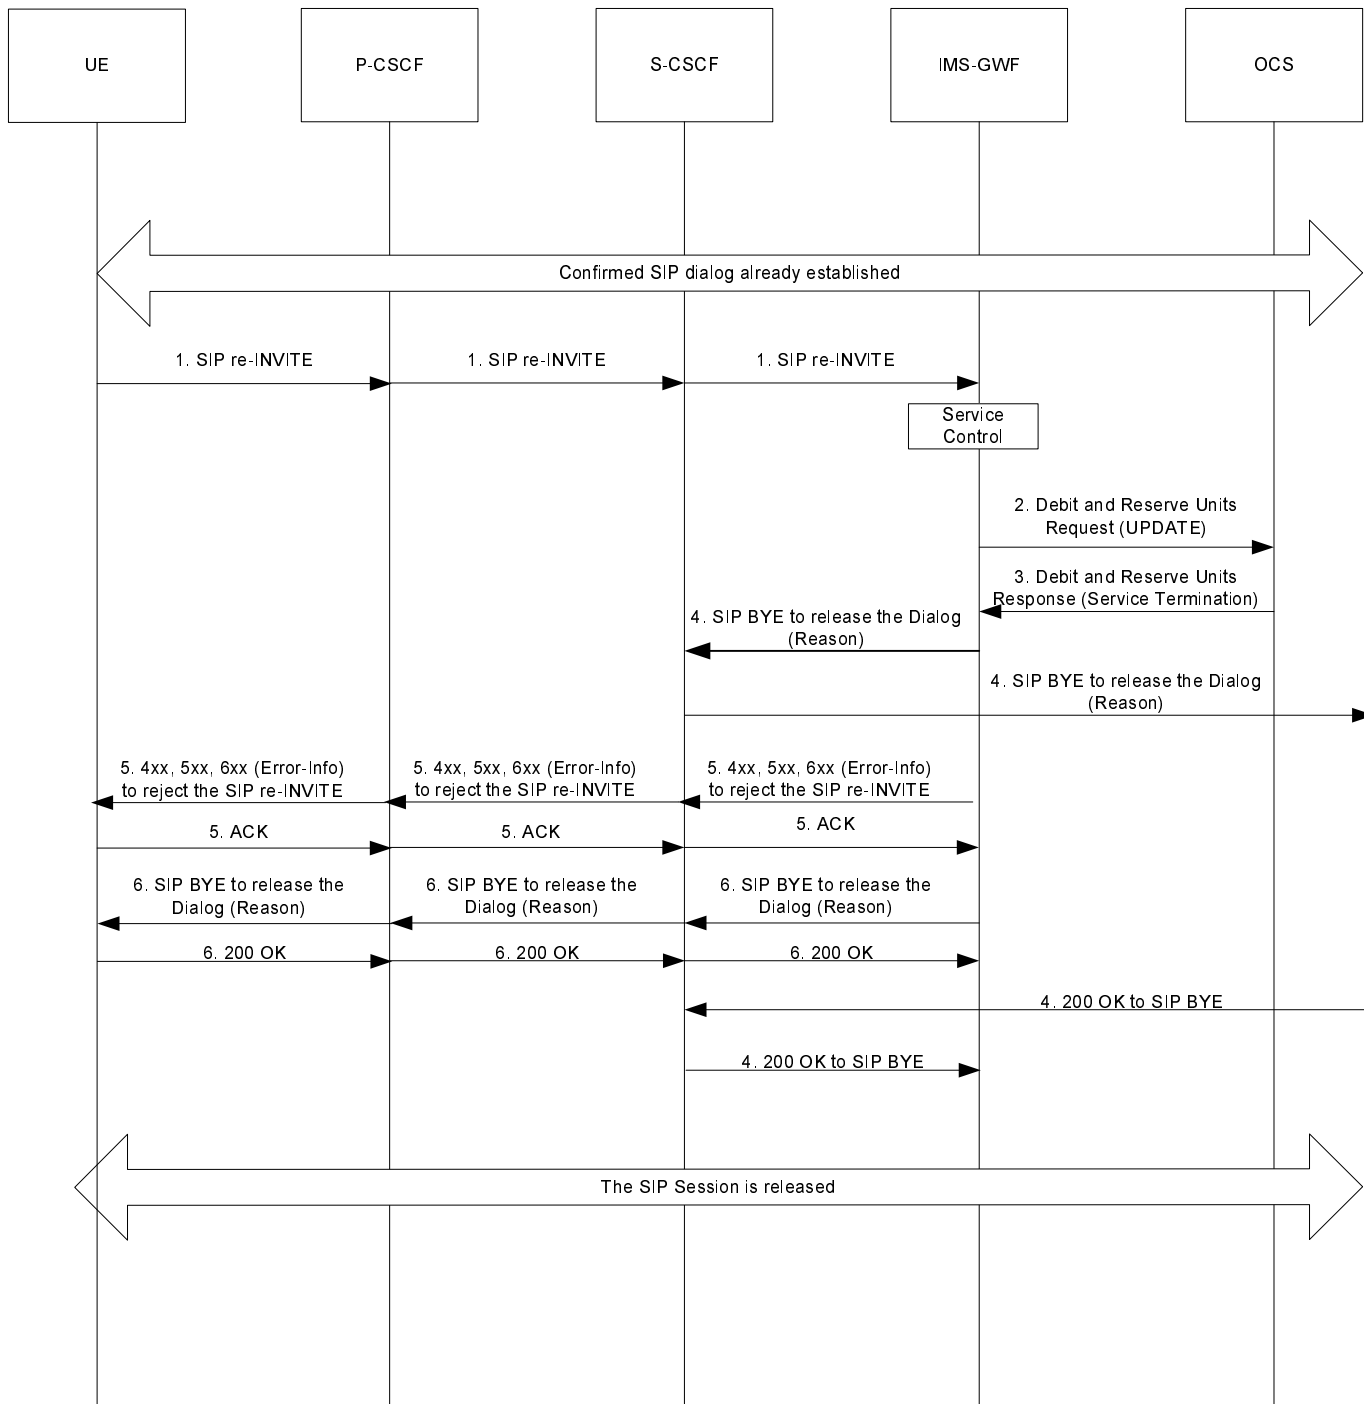 UE
P-CSCF
S-CSCF
IMS-GWF
OCS
Confirmed SIP dialog already established
1. SIP re-INVITE
1. SIP re-INVITE
1. SIP re-INVITE
Service
Control
2. Debit and Reserve Units
Request (UPDATE)
3. Debit and Reserve Units
Response (Service Termination)
4. SIP BYE to release the Dialog
(Reason)
4. SIP BYE to release the Dialog
(Reason)
5. 4xx, 5xx, 6xx (Error-Info)
to reject the SIP re-INVITE
5. 4xx, 5xx, 6xx (Error-Info)
to reject the SIP re-INVITE
5. 4xx, 5xx, 6xx (Error-Info)
to reject the SIP re-INVITE
5. ACK
5. ACK
5. ACK
6. SIP BYE to release the
Dialog (Reason)
6. SIP BYE to release the
Dialog (Reason)
6. SIP BYE to release the
Dialog (Reason)
6. 200 OK
6. 200 OK
6. 200 OK
4. 200 OK to SIP BYE
4. 200 OK to SIP BYE
The SIP Session is released